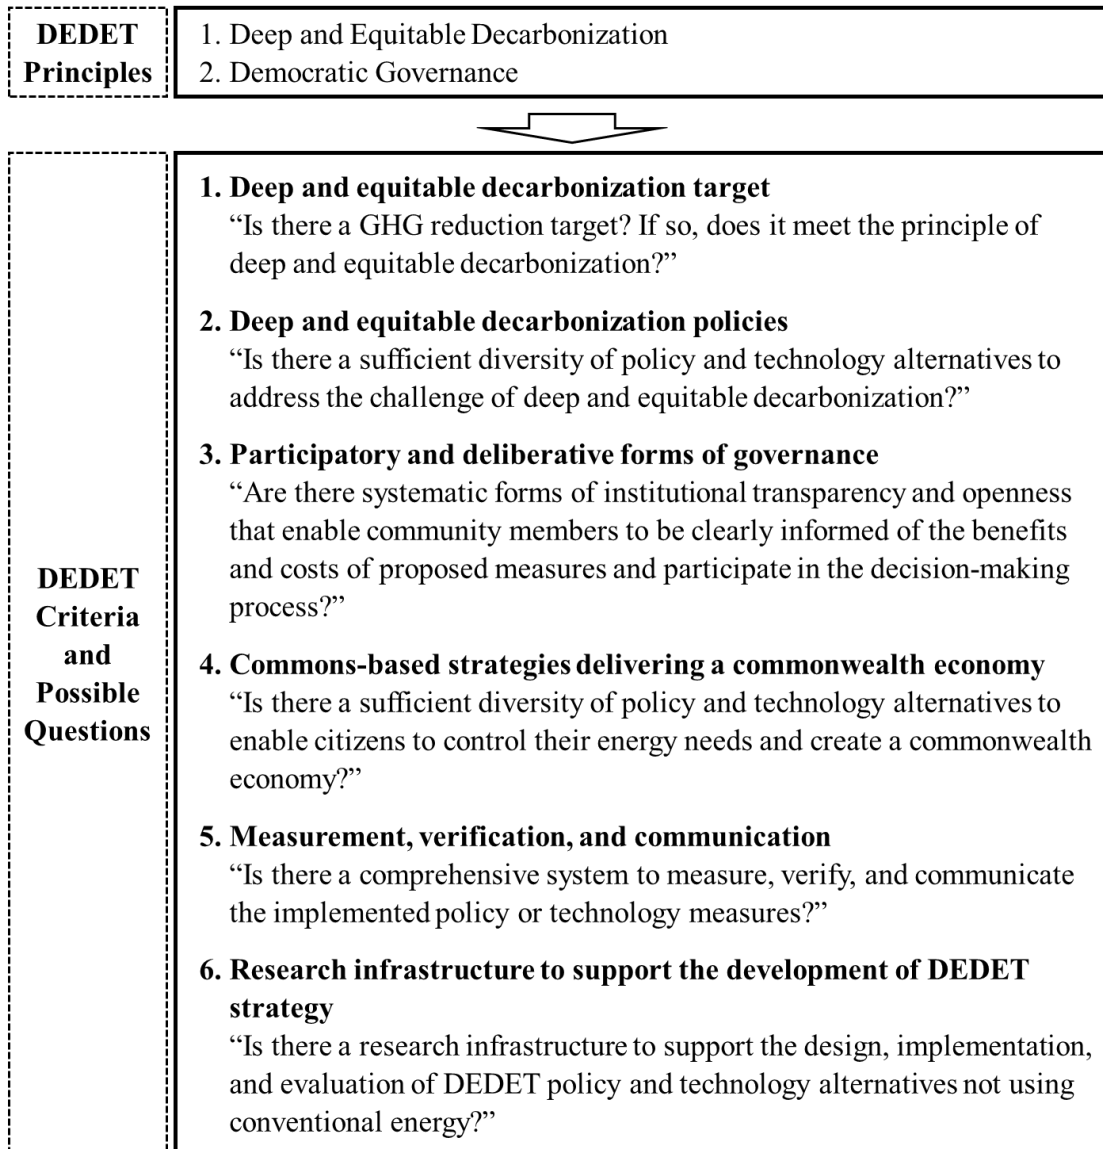 DEDET
Principles
1. Deep and Equitable Decarbonization
2. Democratic Governance
DEDET
Criteria
and
Possible
Questions
1. Deep and equitable decarbonization target
“Is there a GHG reduction target? If so, does it meet the principle of
deep and equitable decarbonization?”
2. Deep and equitable decarbonization policies
“Is there a sufficient diversity of policy and technology alternatives to
address the challenge of deep and equitable decarbonization?”
3. Participatory and deliberative forms of governance
“Are there systematic forms of institutional transparency and openness
that enable community members to be clearly informed of the benefits
and costs of proposed measures and participate in the decision-making
process?”
4. Commons-based strategies delivering a commonwealth economy
“Is there a sufficient diversity of policy and technology alternatives to
enable citizens to control their energy needs and create a commonwealth
economy?”
5. Measurement, verification, and communication
“Is there a comprehensive system to measure, verify, and communicate
the implemented policy or technology measures?”
6. Research infrastructure to support the development of DEDET
strategy
“Is there a research infrastructure to support the design, implementation,
and evaluation of DEDET policy and technology alternatives not using
conventional energy?”